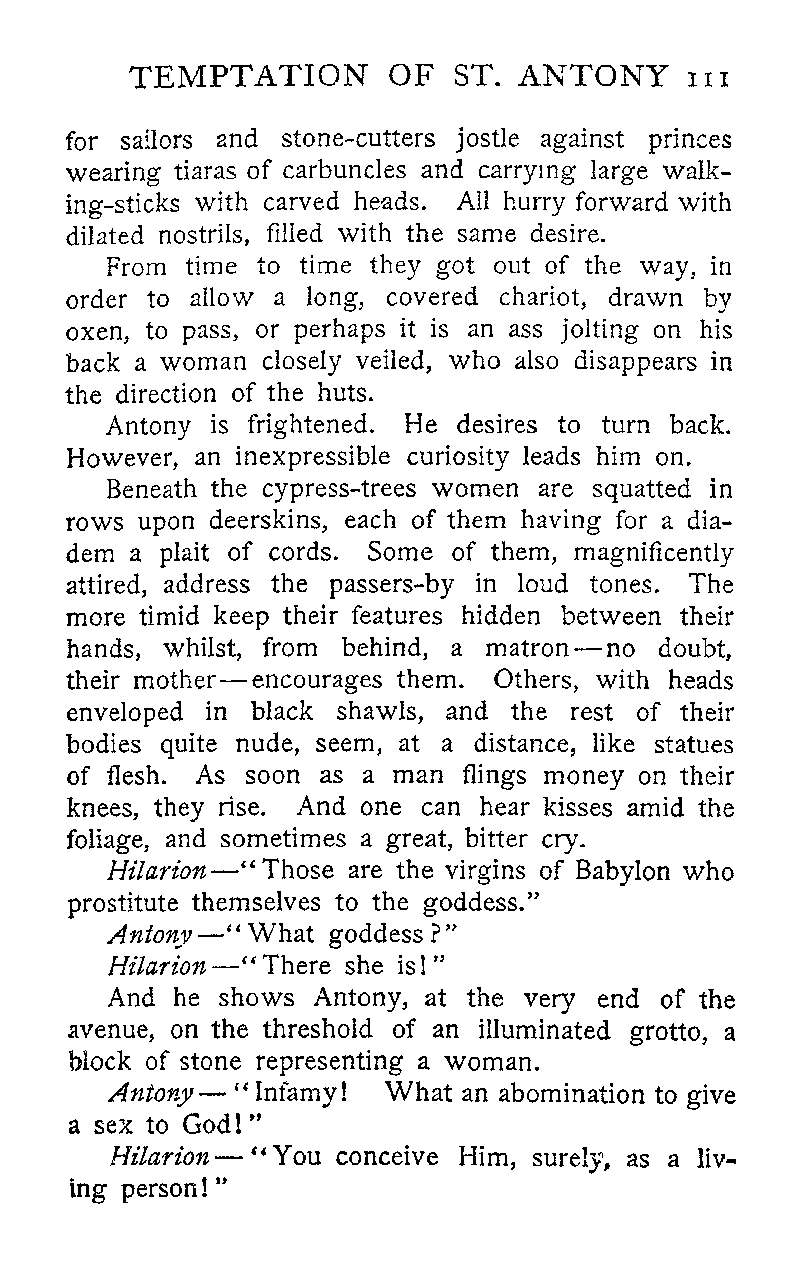 TEMPTATION OF ST. ANTONY 111
for sailors and stone-cutters jostle against princes
wearing tiaras of carbuncles and carrying large walk-
ing-sticks with carved heads. All hurry forward with
dilated nostrils, filled with the same desire.
From time to time they got out of the way, in
order to allow a long, covered chariot, drawn by
oxen, to pass, or perhaps it is an ass jolting on his
back a woman closely veiled, who also disappears in
the direction of the huts.
Antony is frightened. He desires to turn back.
However, an inexpressible curiosity leads him on.
Beneath the cypress-trees women are squatted in
rows upon deerskins, each of them having for a dia-
dem a plait of cords. Some of them, magnificently
attired, address the passers-by in loud tones. The
more timid keep their features hidden between their
hands, whilst, from behind, a matron—no doubt,
their mother—encourages them. Others, with heads
enveloped in black shawls, and the rest of their
bodies quite nude, seem, at a distance, like statues
of flesh. As soon as a man flings money on their
knees, they rise. And one can hear kisses amid the
foliage, and sometimes a great, bitter cry.
Hilarion—“Those are the virgins of Babylon who
prostitute themselves to the goddess.”
Antony—“What goddess?”
Hilarion—“There she is!”
And he shows Antony, at the very end of the
avenue, on the threshold of an illuminated grotto, a
block of stone representing a woman.
Antony—“Infamy! What an abomination to give
a sex to God!”
Hilarion—“You conceive Him, surely, as a liv-
ing person!”